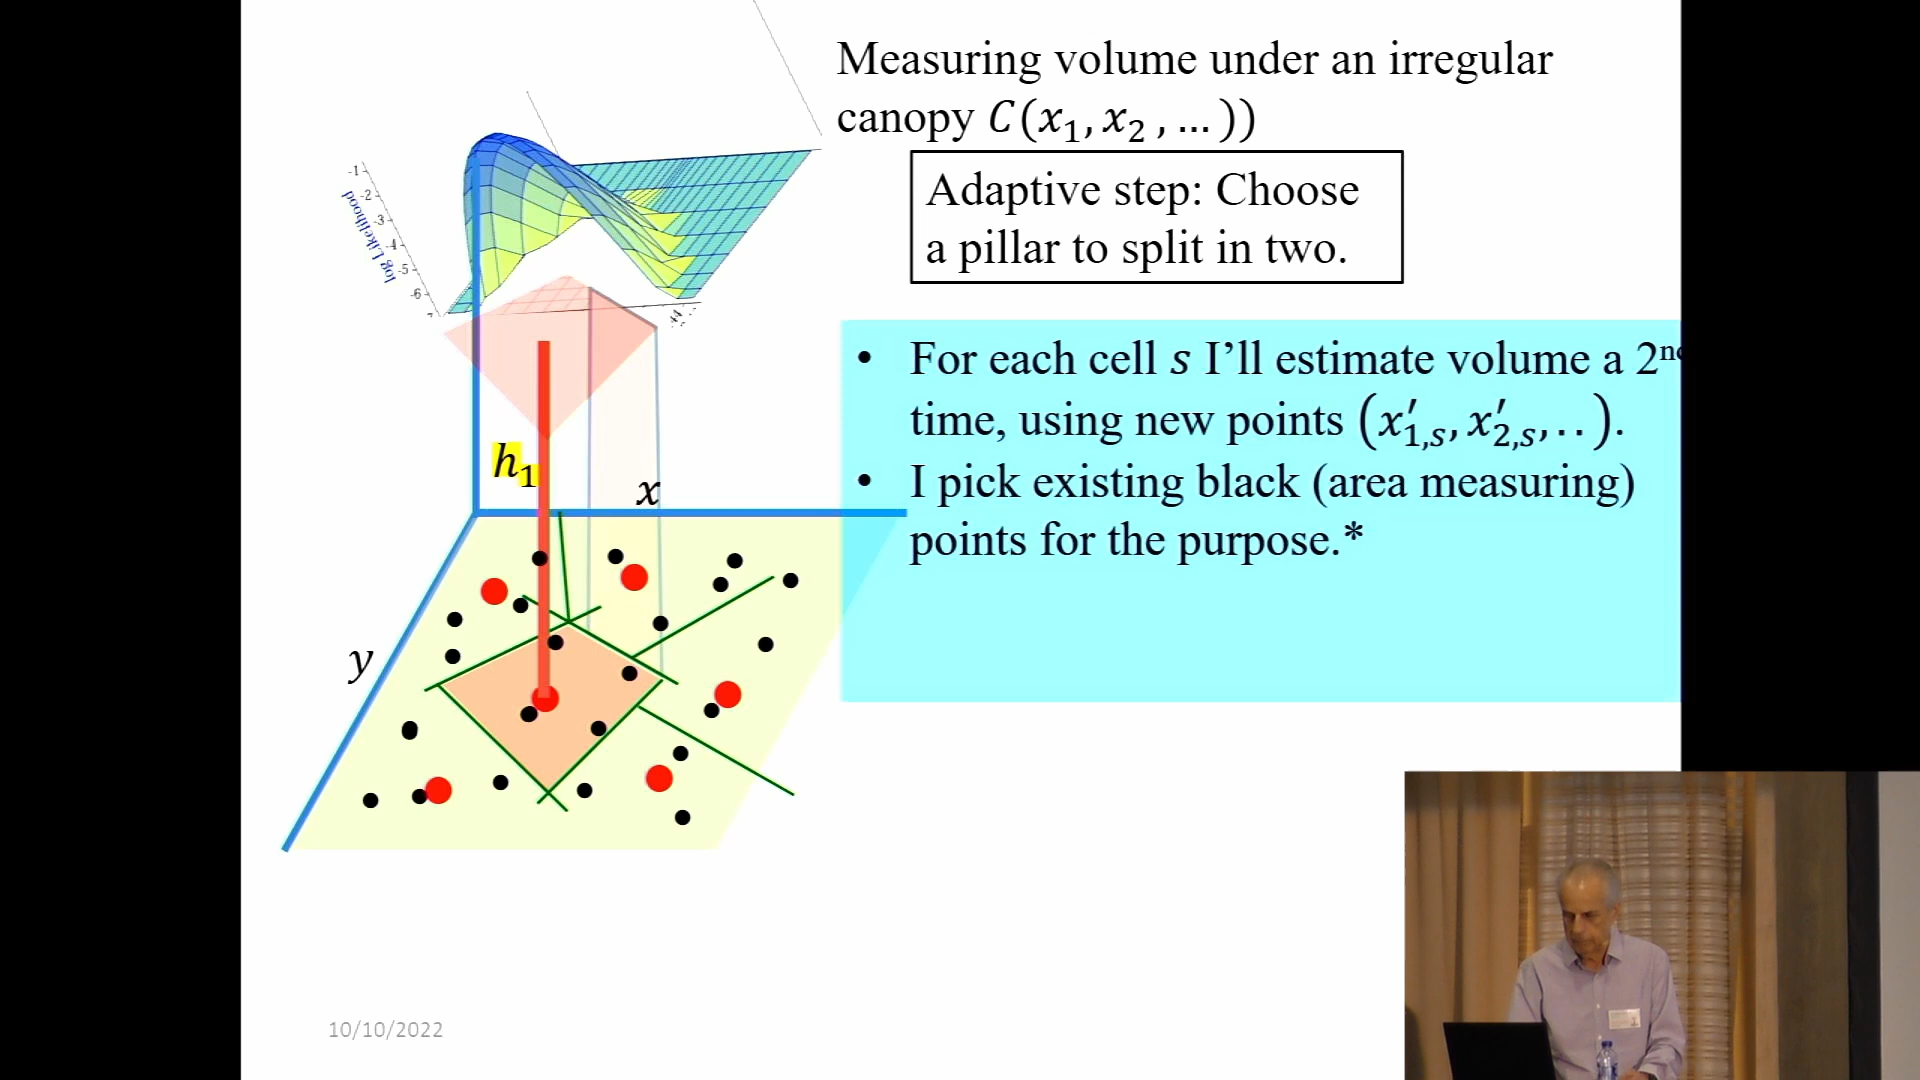 Measuring volume under an irregular
canopy C(x₁, x₂ , … ))
Adaptive step: Choose
a pillar to split in two.
-1
-2
-3
-4
-5
-6
log Likelihood
• For each cell s I’ll estimate volume a 2ⁿᵈ
time, using new points (x′₁,ₛ, x′₂,ₛ, . . ).
• I pick existing black (area measuring)
points for the purpose.*
h₁
x
y
10/10/2022